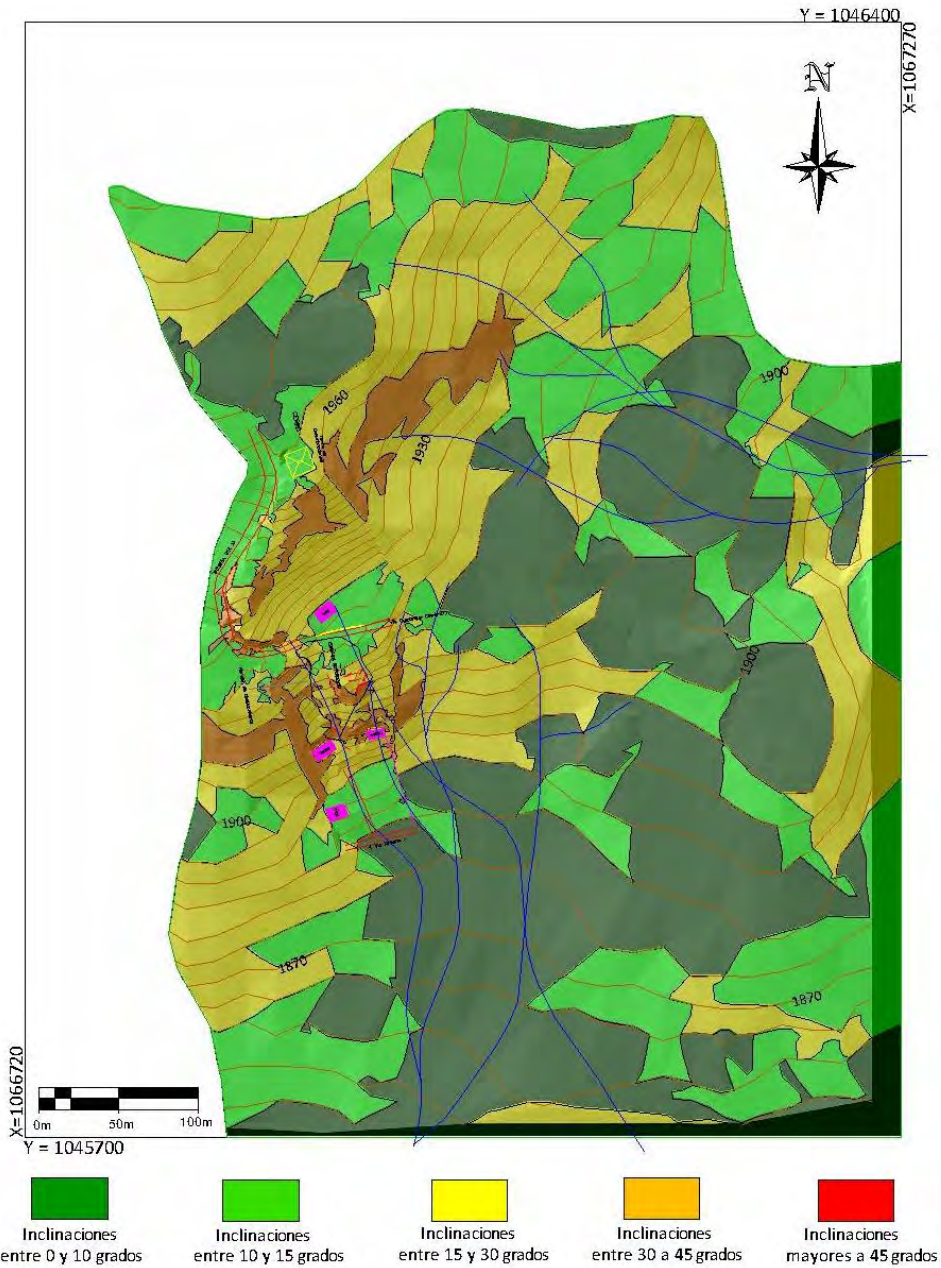 Y = 1046400
X=1067270
N
1900
1960
1930
1900
1900
1870
1870
X=1066720
0m 50m 100m
Y = 1045700
Inclinaciones
entre 0 y 10 grados
Inclinaciones
entre 10 y 15 grados
Inclinaciones
entre 15 y 30 grados
Inclinaciones
entre 30 a 45 grados
Inclinaciones
mayores a 45 grados